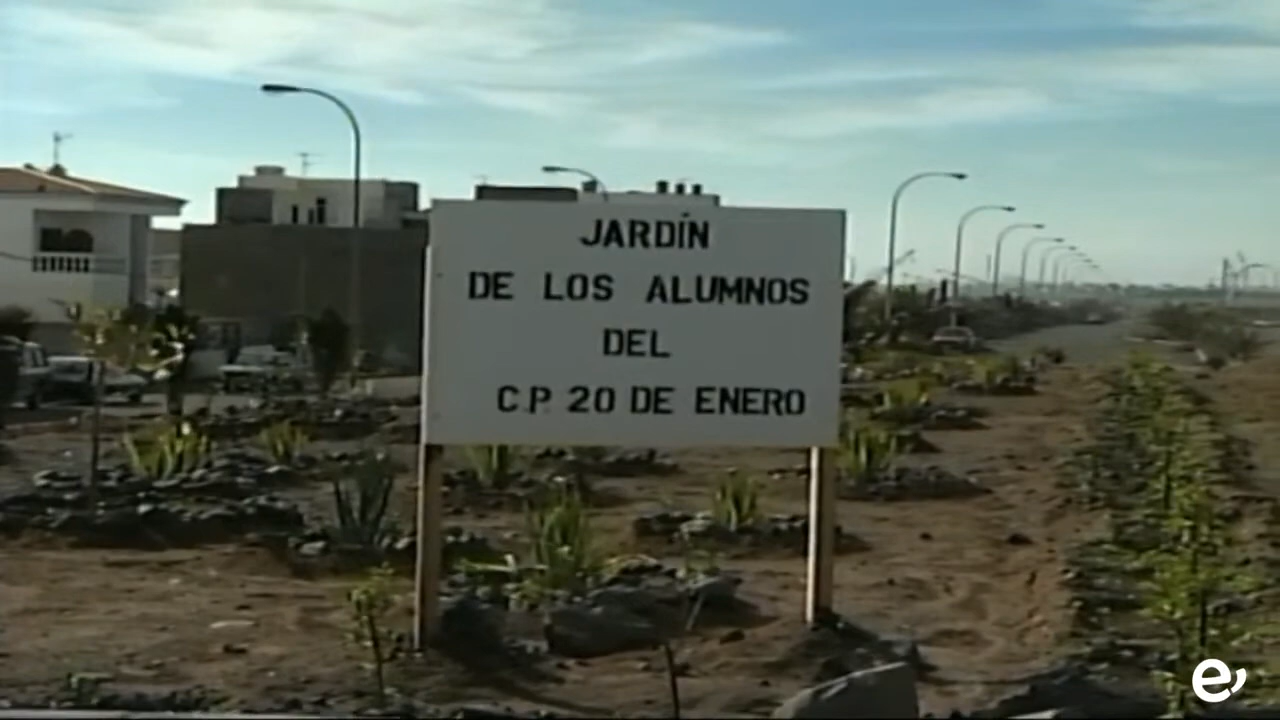 JARDÍN
DE LOS ALUMNOS
DEL
C.P. 20 DE ENERO
e